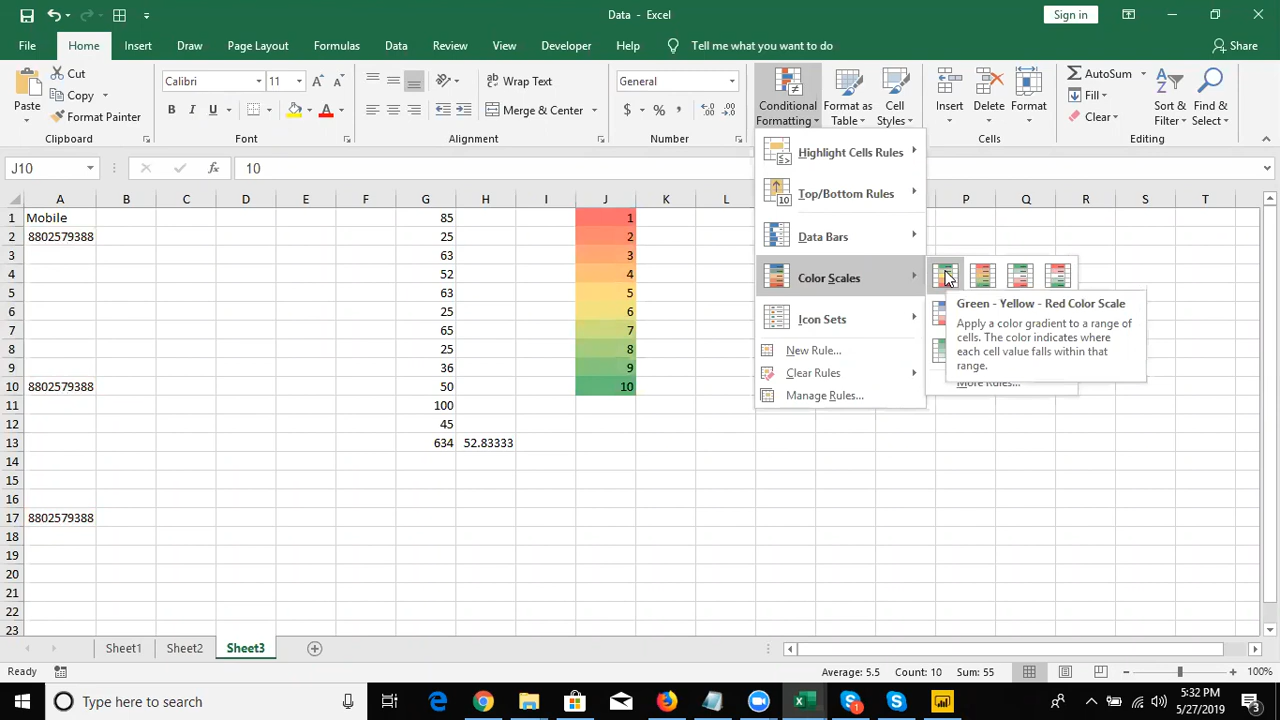 Data - Excel
Sign in
File Home Insert Draw Page Layout Formulas Data Review View Developer Help Tell me what you want to do Share
Paste
Cut
Copy
Format Painter
Clipboard
Calibri 11
B I U
Font
Wrap Text
Merge & Center
Alignment
General
$ % ,
Number
Conditional Formatting
Format as Table
Cell Styles
Insert Delete Format
Cells
AutoSum
Fill
Clear
Sort & Filter
Find & Select
Editing
J10 fx 10
A B C D E F G H I J K L P Q R S T
1 Mobile 85 1
2 8802579388 25 2
3 63 3
4 52 4
5 63 5
6 25 6
7 65 7
8 25 8
9 36 9
10 8802579388 50 10
11 100
12 45
13 634 52.83333
14
15
16
17 8802579388
18
19
20
21
22
23
Highlight Cells Rules
Top/Bottom Rules
Data Bars
Color Scales
Icon Sets
New Rule...
Clear Rules
Manage Rules...
Green - Yellow - Red Color Scale
Apply a color gradient to a range of
cells. The color indicates where
each cell value falls within that
range.
More Rules...
Sheet1 Sheet2 Sheet3
Ready Average: 5.5 Count: 10 Sum: 55 100%
Type here to search
5:32 PM
5/27/2019